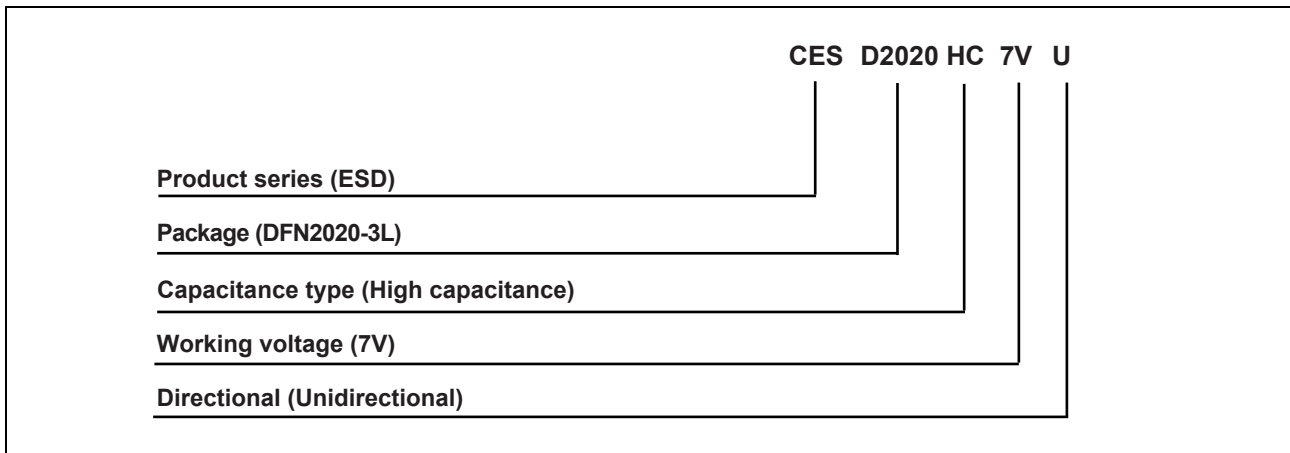 CES D2020 HC 7V U
Product series (ESD)
Package (DFN2020-3L)
Capacitance type (High capacitance)
Working voltage (7V)
Directional (Unidirectional)